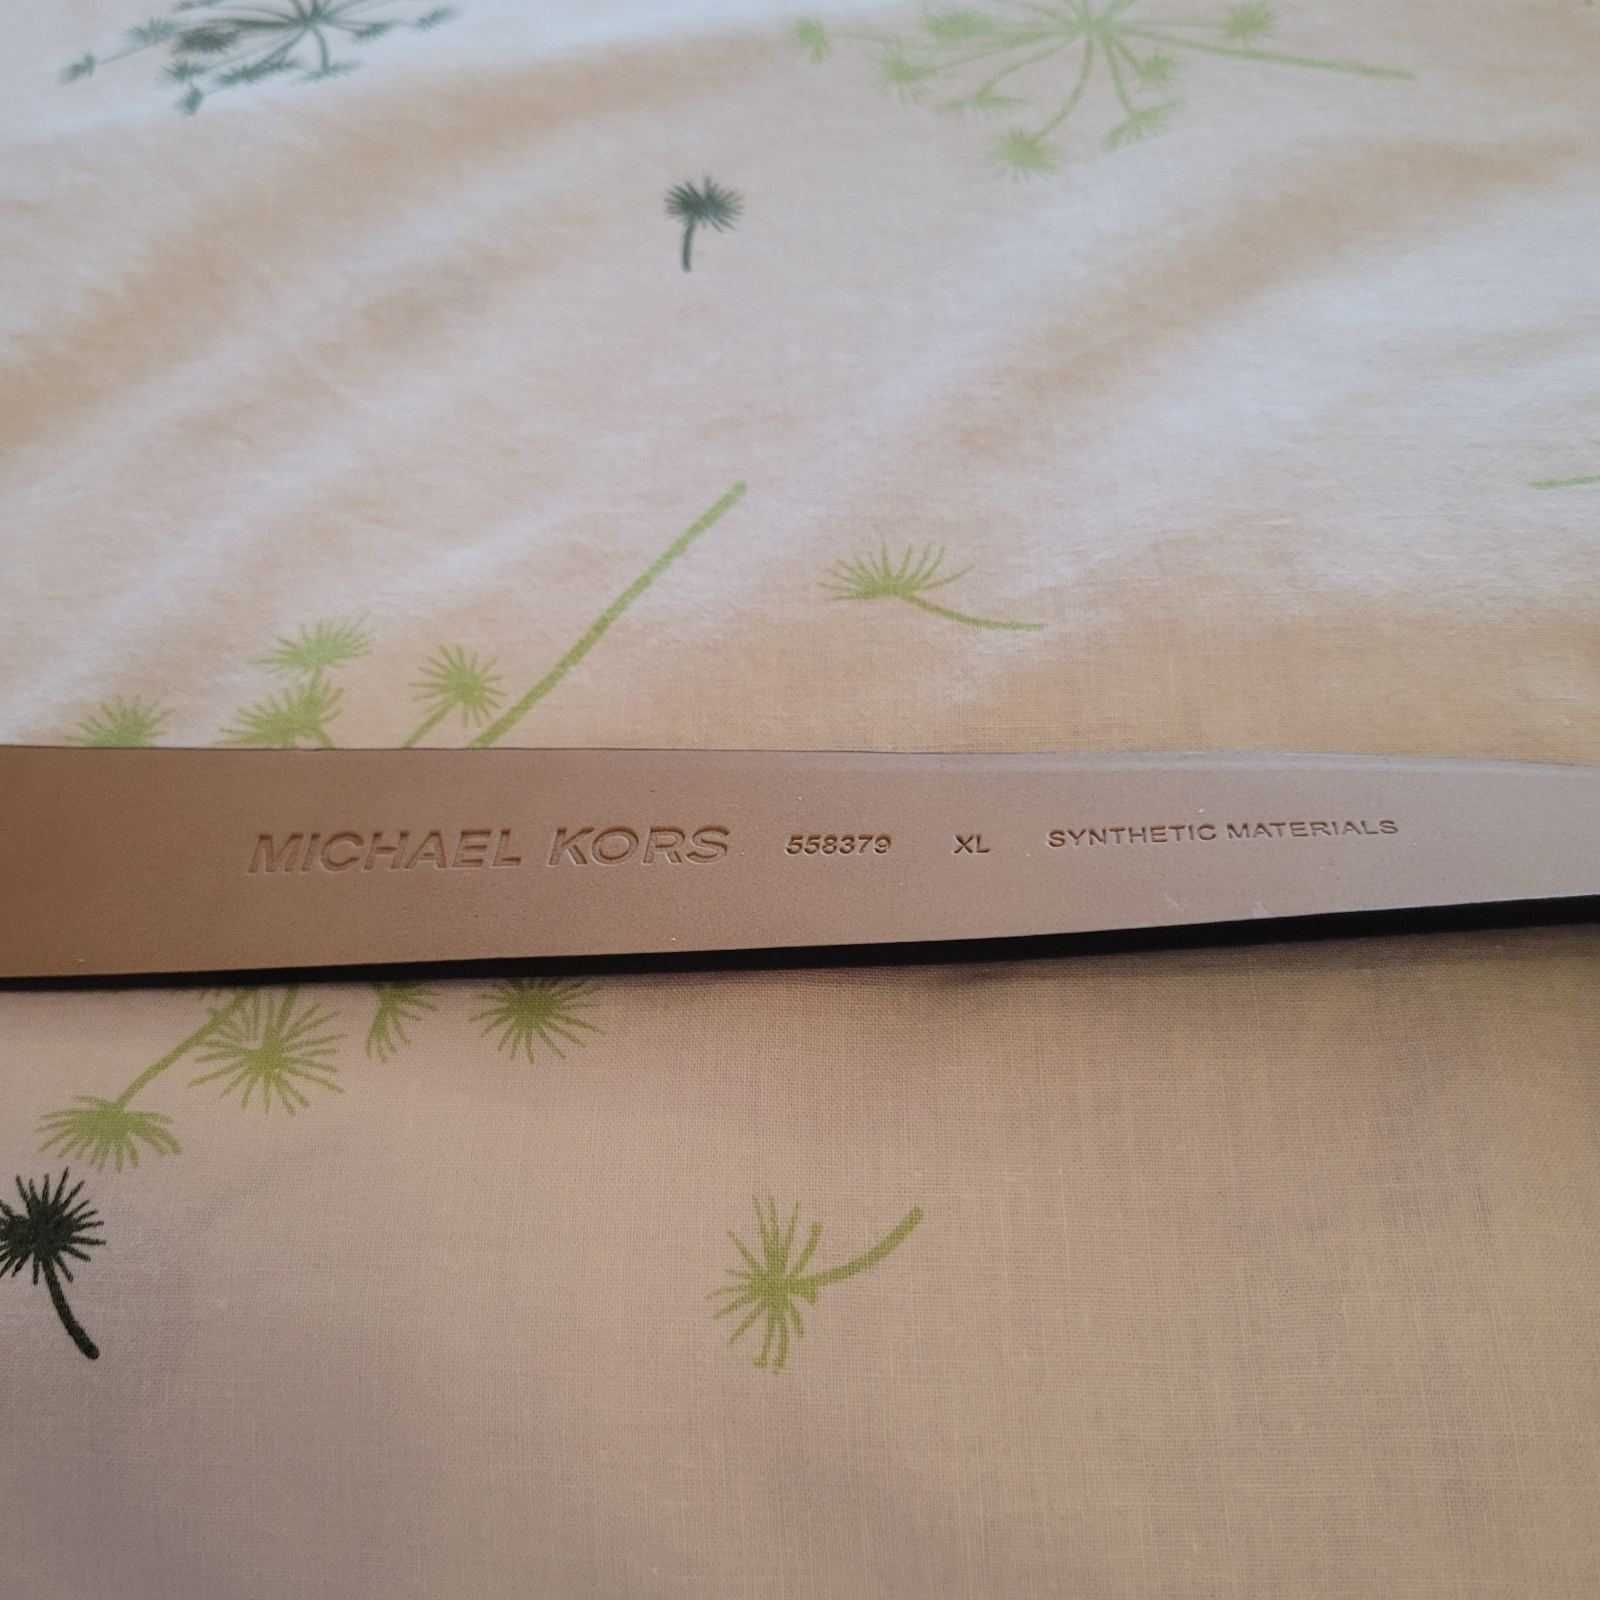 MICHAEL KORS 558379 XL SYNTHETIC MATERIALS